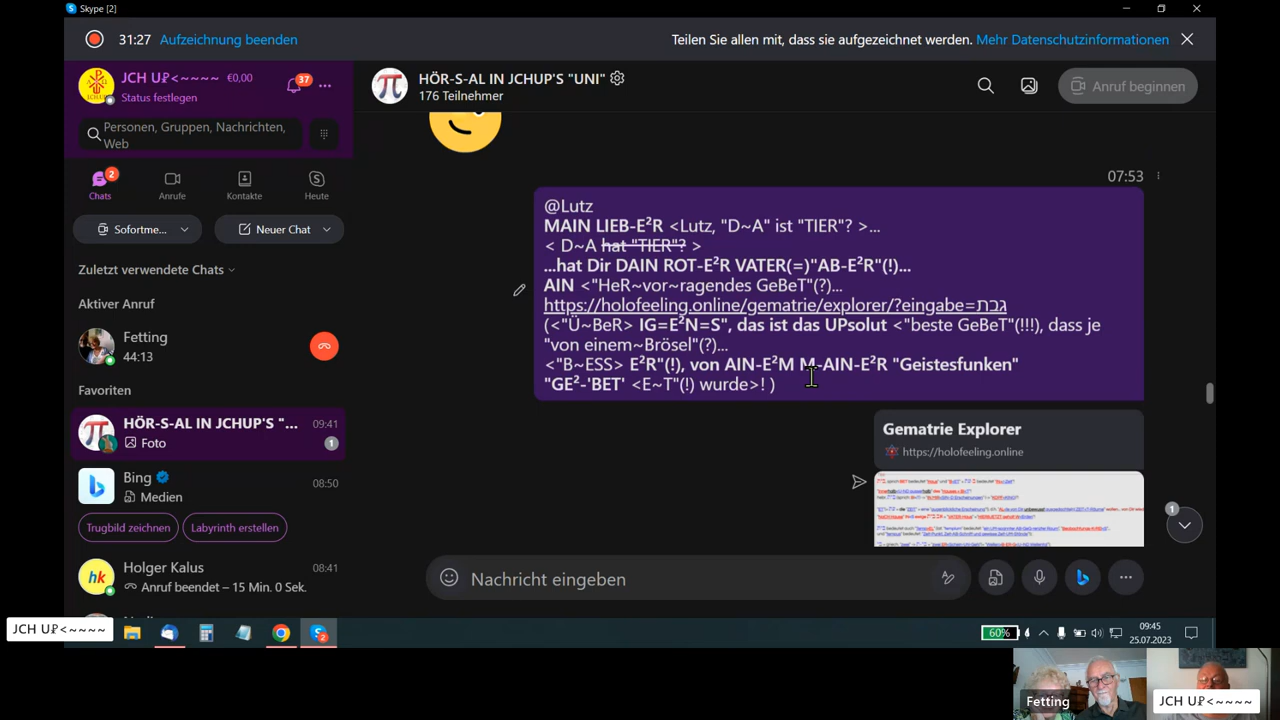 Skype [2]
31:27 Aufzeichnung beenden
Teilen Sie allen mit, dass sie aufgezeichnet werden. Mehr Datenschutzinformationen
JCH U☧<~~~~ €0,00
Status festlegen
37
Personen, Gruppen, Nachrichten,
Web
2
Chats
Anrufe
Kontakte
Heute
Sofortme...
Neuer Chat
Zuletzt verwendete Chats
Aktiver Anruf
Fetting
44:13
Favoriten
HÖR-S-AL IN JCHUP'S "... 09:41
Foto 1
Bing 08:50
Medien
Trugbild zeichnen
Labyrinth erstellen
hk
Holger Kalus 08:41
Anruf beendet – 15 Min. 0 Sek.
HÖR-S-AL IN JCHUP'S "UNI"
176 Teilnehmer
Anruf beginnen
07:53
@Lutz
MAIN LIEB-E²R <Lutz, "D~A" ist "TIER"? >...
< D~A hat "TIER"? >
...hat Dir DAIN ROT-E²R VATER(=)"AB-E²R"(!)...
AIN <"HeR~vor~ragendes GeBeT"(?)...
https://holofeeling.online/gematrie/explorer/?eingabe=גבת
(<"Ü~BeR> IG=E²N=S", das ist das UPsolut <"beste GeBeT"(!!!), dass je
"von einem~Brösel"(?)...
<"B~ESS> E²R"(!), von AIN-E²M M-AIN-E²R "Geistesfunken"
"GE²-'BET' <E~T"(!) wurde>! )
Gematrie Explorer
https://holofeeling.online
1
Nachricht eingeben
JCH U☧<~~~~
60%
09:45
25.07.2023
Fetting
JCH U☧<~~~~